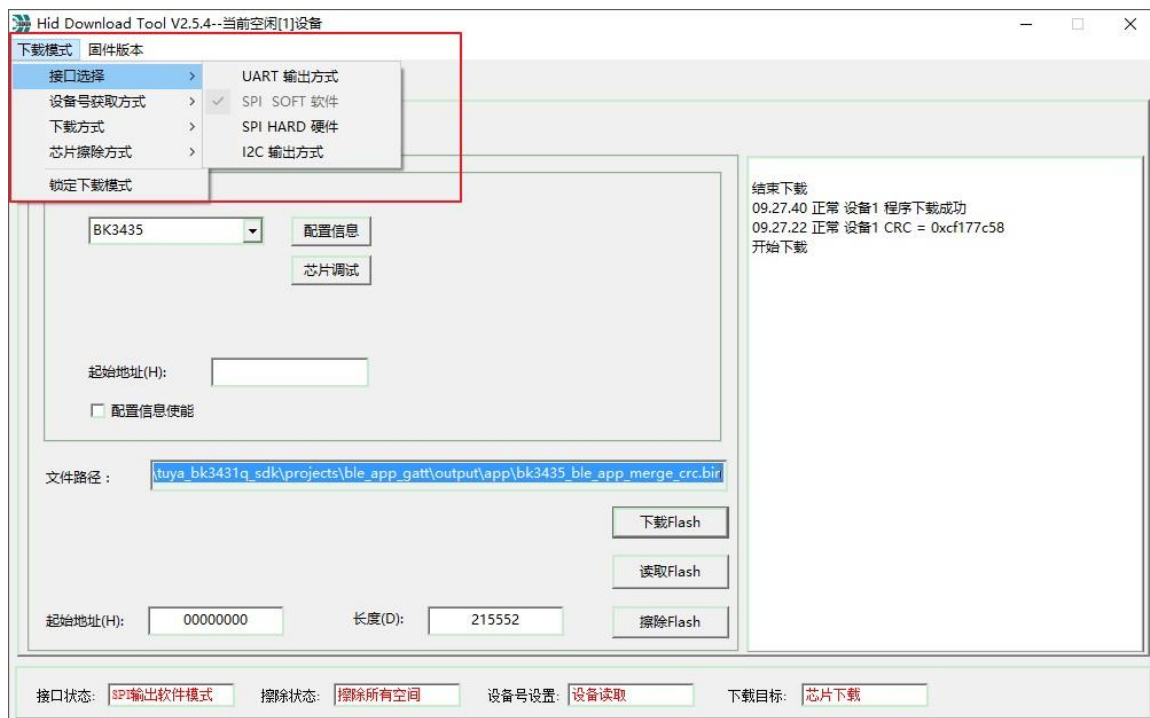 Hid Download Tool V2.5.4--当前空闲[1]设备
下载模式 固件版本
接口选择
UART 输出方式
设备号获取方式
SPI SOFT 软件
下载方式
SPI HARD 硬件
芯片擦除方式
I2C 输出方式
锁定下载模式
BK3435
配置信息
芯片调试
起始地址(H):
配置信息使能
文件路径：
\tuya_bk3431q_sdk\projects\ble_app_gatt\output\app\bk3435_ble_app_merge_crc.bin
下载Flash
读取Flash
起始地址(H): 00000000 长度(D): 215552 擦除Flash
结束下载
09.27.40 正常 设备1 程序下载成功
09.27.22 正常 设备1 CRC = 0xcf177c58
开始下载
接口状态: SPI输出软件模式 擦除状态: 擦除所有空间 设备号设置: 设备读取 下载目标: 芯片下载